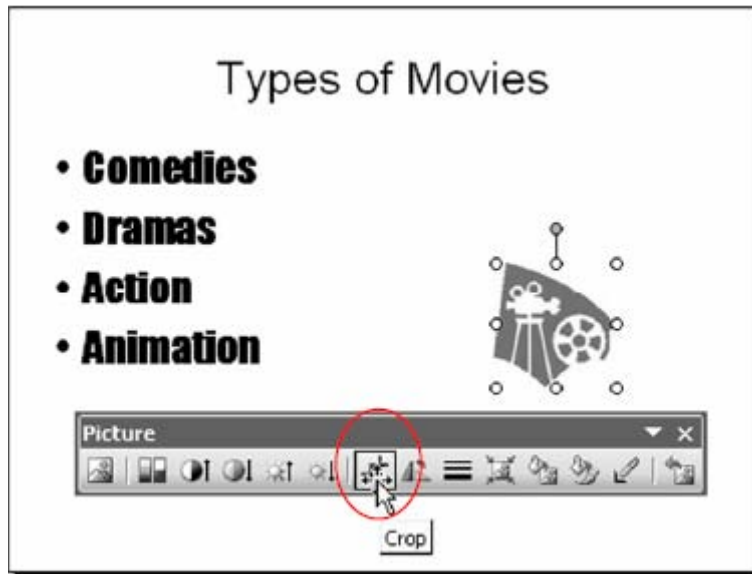 Types of Movies
• Comedies
• Dramas
• Action
• Animation
Picture
Crop